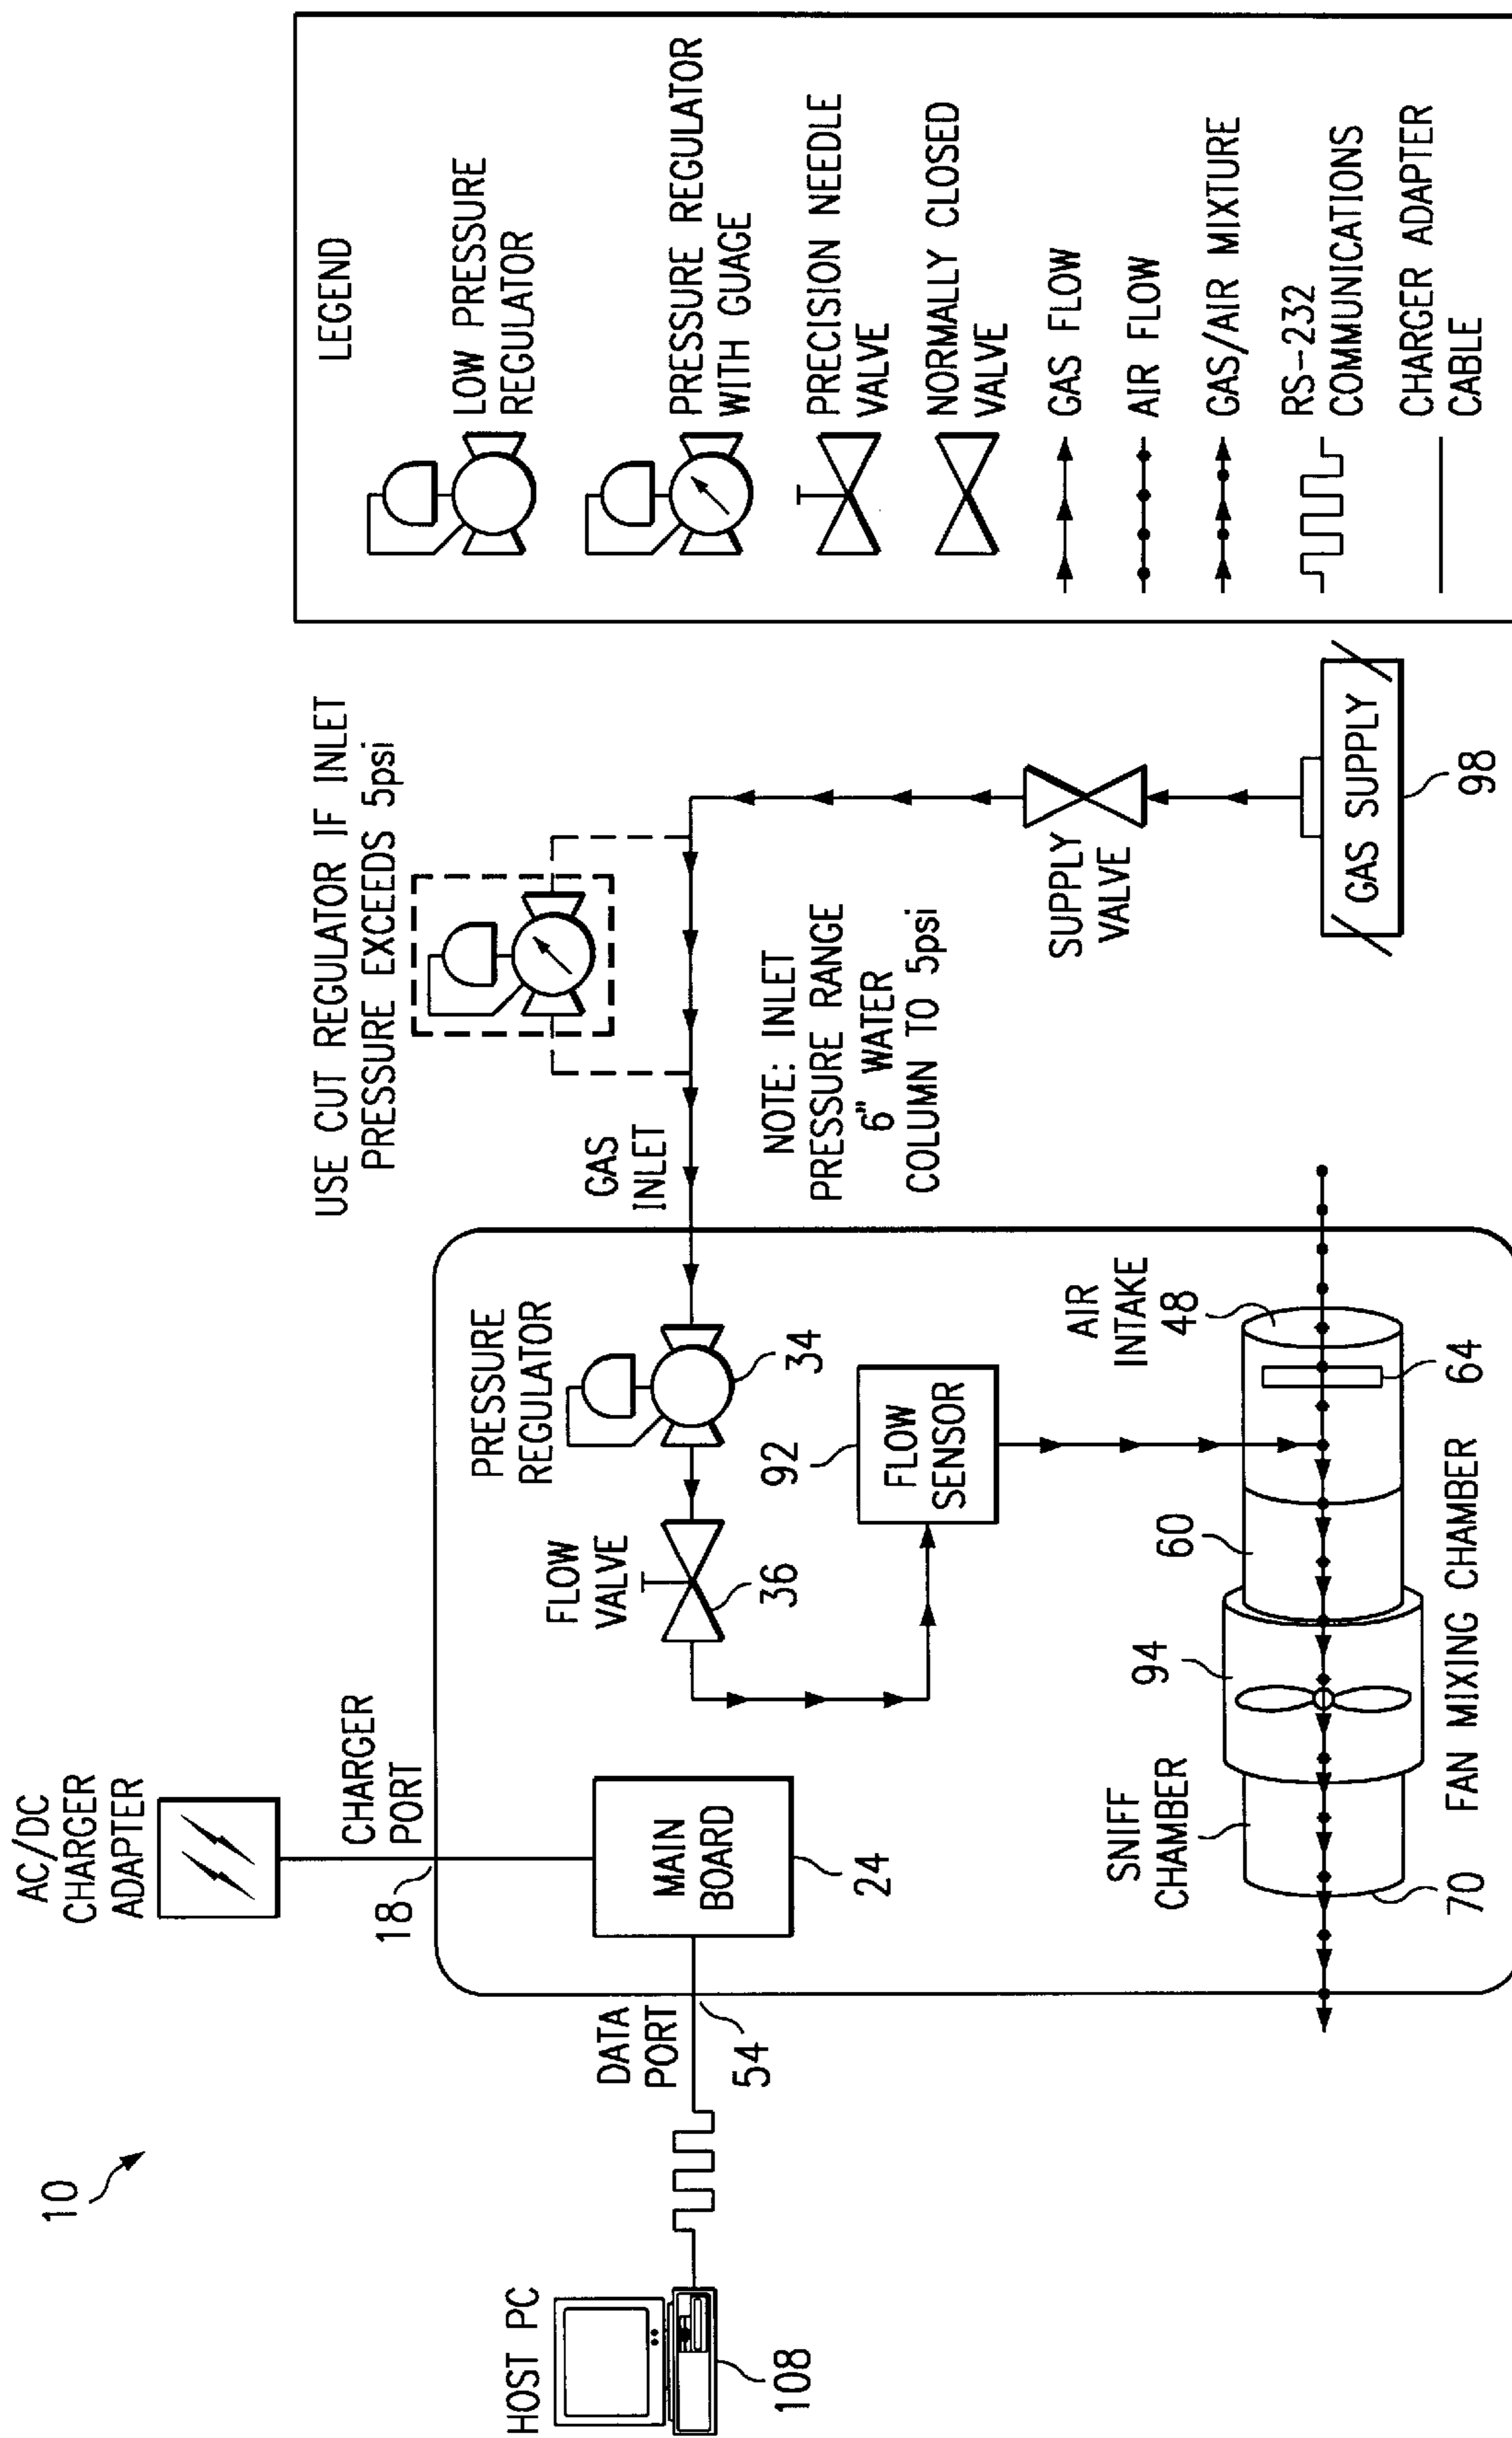 10
HOST PC
108
DATA
PORT
54
AC/DC
CHARGER
ADAPTER
CHARGER
PORT
18
MAIN
BOARD
24
FLOW
VALVE
36
PRESSURE
REGULATOR
34
92
FLOW
SENSOR
SNIFF
CHAMBER
70
94
60
FAN MIXING CHAMBER
AIR
INTAKE
48
64
GAS
INLET
USE CUT REGULATOR IF INLET
PRESSURE EXCEEDS 5psi
NOTE: INLET
PRESSURE RANGE
6" WATER
COLUMN TO 5psi
SUPPLY
VALVE
GAS SUPPLY
98
LEGEND
LOW PRESSURE
REGULATOR
PRESSURE REGULATOR
WITH GUAGE
PRECISION NEEDLE
VALVE
NORMALLY CLOSED
VALVE
GAS FLOW
AIR FLOW
GAS/AIR MIXTURE
RS-232
COMMUNICATIONS
CHARGER ADAPTER
CABLE